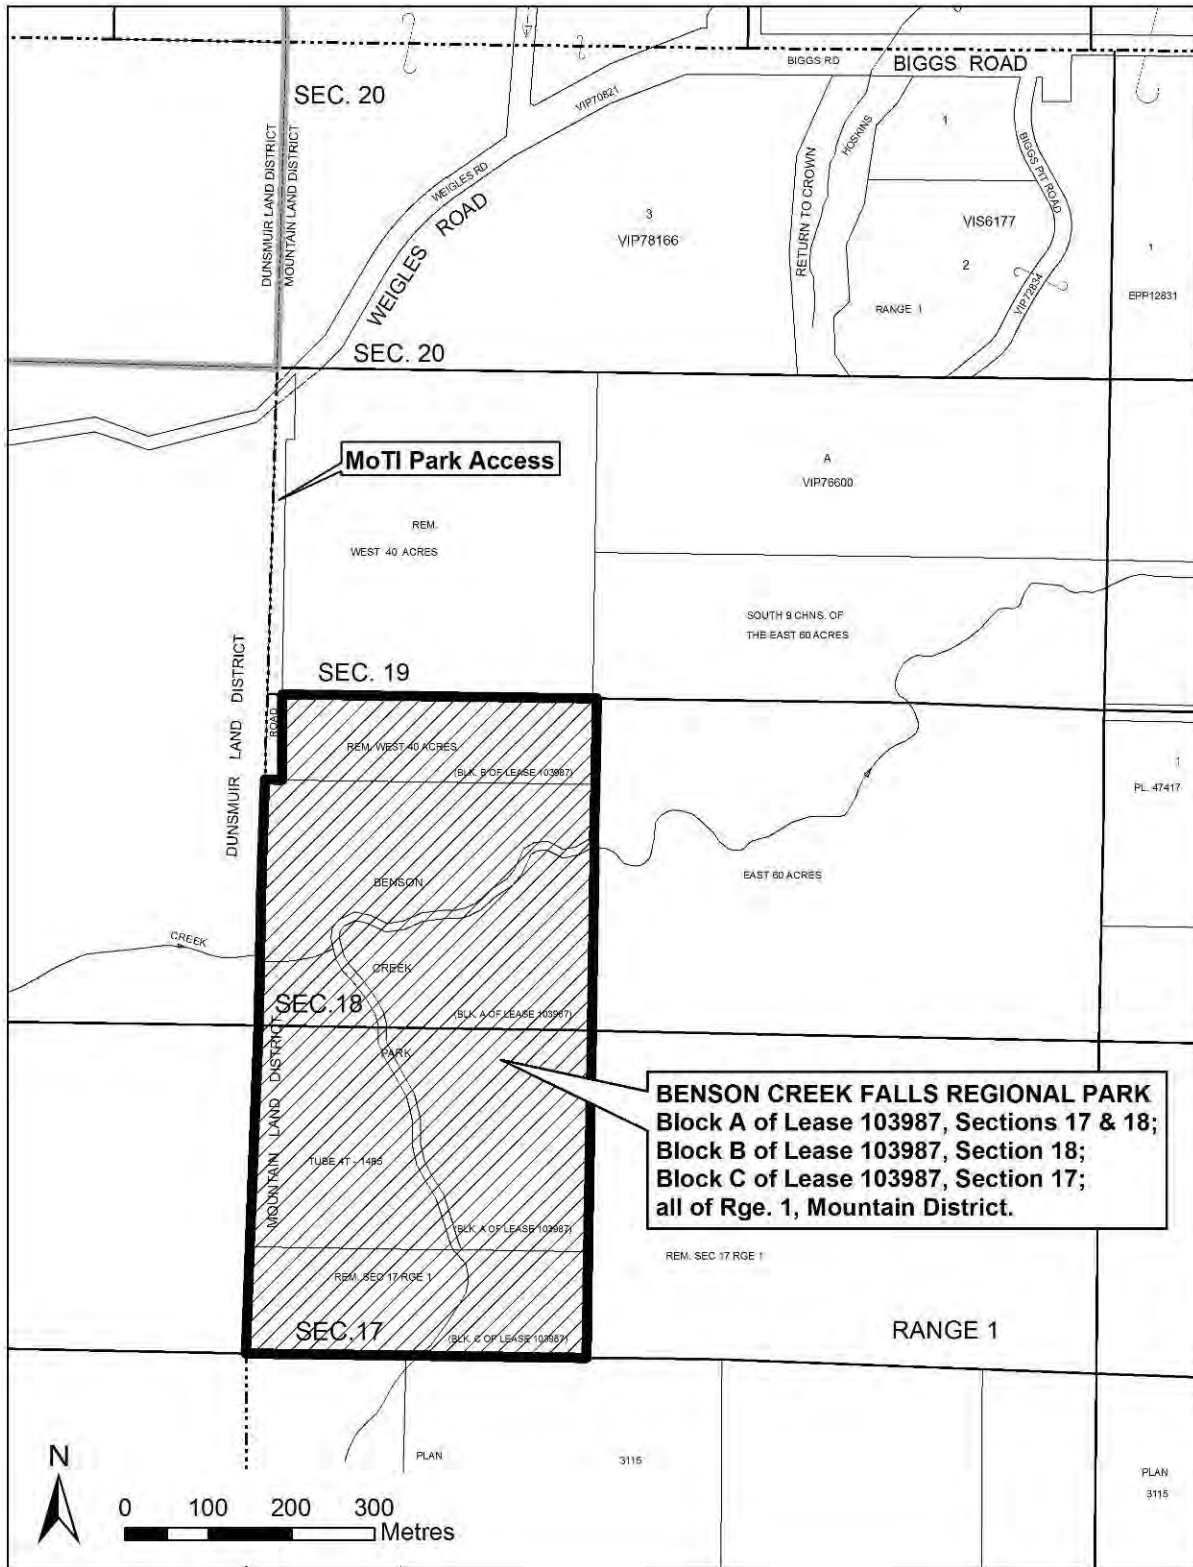 BIGGS RD
BIGGS ROAD
SEC. 20
VIP70821
DUNSMUIR LAND DISTRICT
MOUNTAIN LAND DISTRICT
WEIGLES RD
WEIGLES ROAD
HOSKINS
RETURN TO CROWN
1
BIGGS PIT ROAD
3
VIP78166
VIS6177
2
1
VIP72834
EPP12831
RANGE 1
SEC. 20
MoTI Park Access
A
VIP76600
REM.
WEST 40 ACRES
SOUTH 9 CHNS. OF
THE EAST 60 ACRES
DUNSMUIR LAND DISTRICT
SEC. 19
ROAD
REM. WEST 40 ACRES
(BLK. B OF LEASE 103987)
1
PL. 47417
BENSON
EAST 60 ACRES
CREEK
CREEK
SEC.18
(BLK. A OF LEASE 103987)
MOUNTAIN LAND DISTRICT
PARK
BENSON CREEK FALLS REGIONAL PARK
Block A of Lease 103987, Sections 17 & 18;
Block B of Lease 103987, Section 18;
Block C of Lease 103987, Section 17;
all of Rge. 1, Mountain District.
TUBE 4T - 1485
(BLK. A OF LEASE 103987)
REM. SEC 17 RGE 1
REM. SEC 17 RGE 1
SEC.17
(BLK. C OF LEASE 103987)
RANGE 1
N
PLAN
3115
PLAN
3115
0 100 200 300
Metres